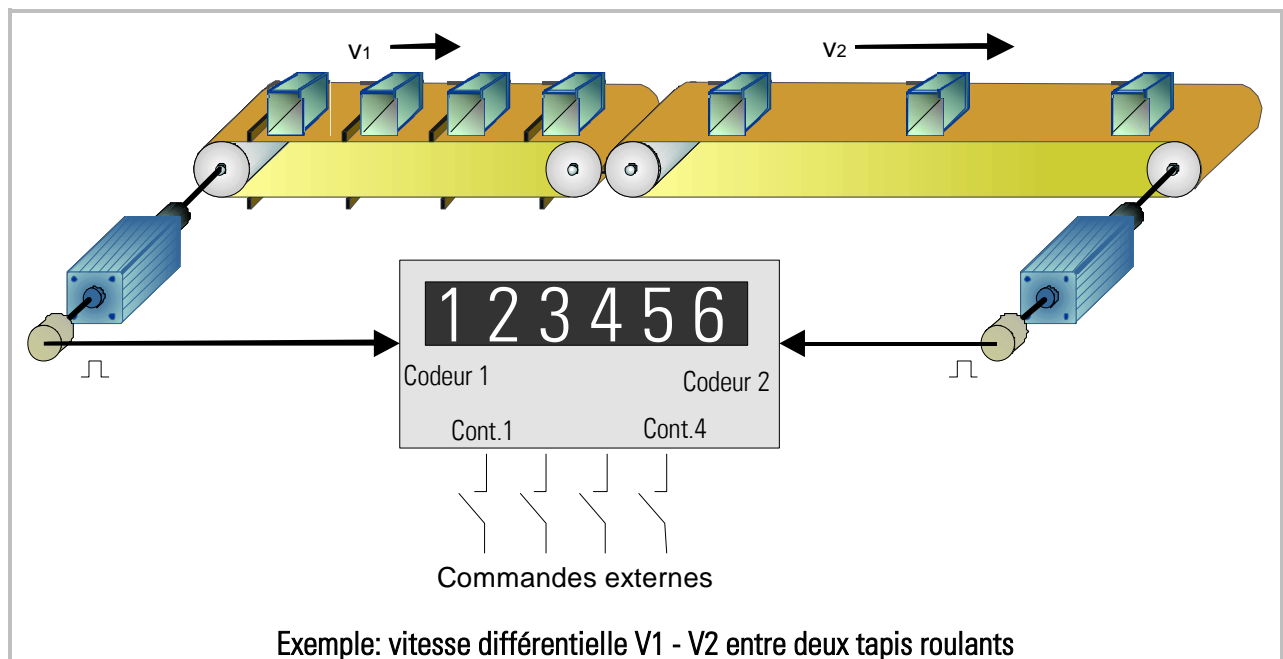 V1
V2
123456
Codeur 1
Codeur 2
Cont.1
Cont.4
Commandes externes
Exemple: vitesse différentielle V1 - V2 entre deux tapis roulants